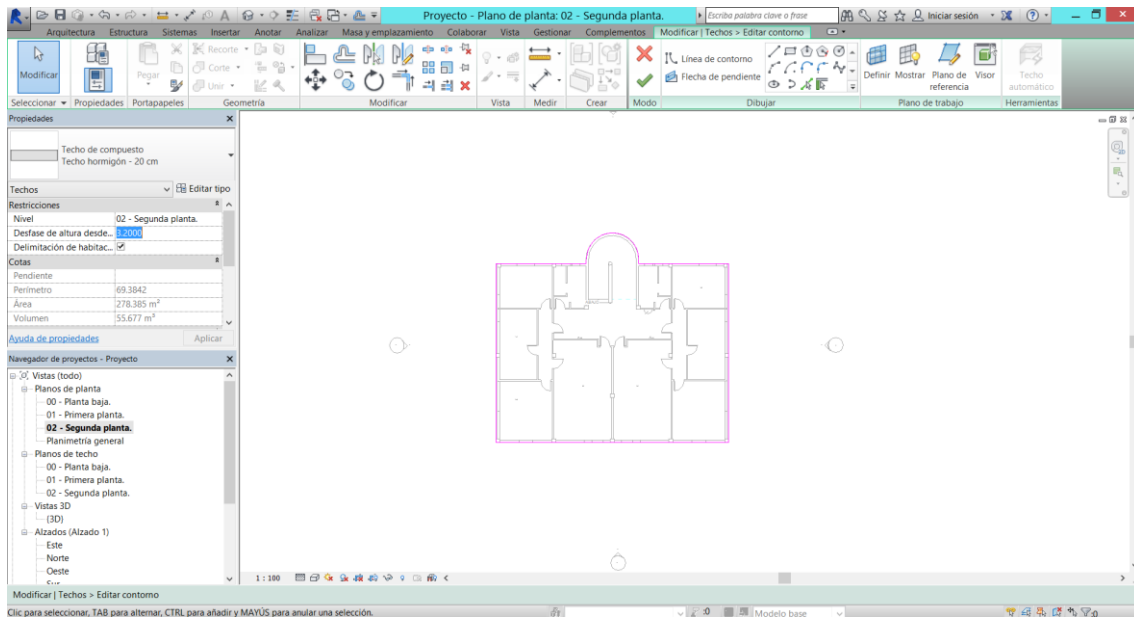 Proyecto - Plano de planta: 02 - Segunda planta.
Escriba palabra clave o frase
Iniciar sesión
Arquitectura Estructura Sistemas Insertar Anotar Analizar Masa y emplazamiento Colaborar Vista Gestionar Complementos Modificar | Techos > Editar contorno
Modificar
Pegar
Recorte
Corte
Unir
Línea de contorno
Flecha de pendiente
Definir Mostrar Plano de referencia Visor
Techo automático
Seleccionar Propiedades Portapapeles Geometría Modificar Vista Medir Crear Modo Dibujar Plano de trabajo Herramientas
Propiedades
Techo de compuesto
Techo hormigón - 20 cm
Techos Editar tipo
Restricciones
Nivel 02 - Segunda planta.
Desfase de altura desde... 3.2000
Delimitación de habitac...
Cotas
Pendiente
Perímetro 69.3842
Área 278.385 m²
Volumen 55.677 m³
Ayuda de propiedades Aplicar
Navegador de proyectos - Proyecto
Vistas (todo)
Planos de planta
00 - Planta baja.
01 - Primera planta.
02 - Segunda planta.
Planimetría general
Planos de techo
00 - Planta baja.
01 - Primera planta.
02 - Segunda planta.
Vistas 3D
{3D}
Alzados (Alzado 1)
Este
Norte
Oeste
Sur
1 : 100
Modificar | Techos > Editar contorno
Clic para seleccionar, TAB para alternar, CTRL para añadir y MAYÚS para anular una selección.
:0
Modelo base
:0